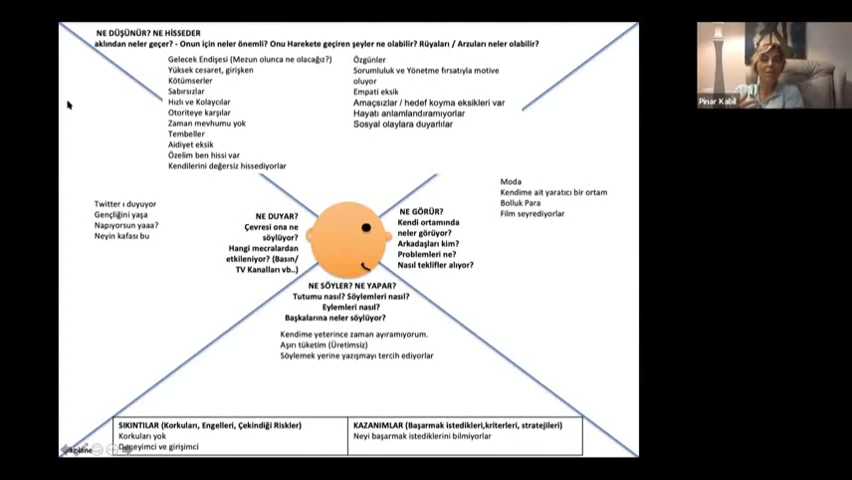 NE DÜŞÜNÜR? NE HİSSEDER
aklından neler geçer? - Onun için neler önemli? Onu Harekete geçiren şeyler ne olabilir? Rüyaları / Arzuları neler olabilir?
Gelecek Endişesi (Mezun olunca ne olacağız?)
Yüksek cesaret, girişken
Kötümserler
Sabırsızlar
Hızlı ve Kolaycılar
Otoriteye karşılar
Zaman mevhumu yok
Tembeller
Aidiyet eksik
Özelim ben hissi var
Kendilerini değersiz hissediyorlar
Özgünler
Sorumluluk ve Yönetme fırsatıyla motive
oluyor
Empati eksik
Amaçsızlar / hedef koyma eksikleri var
Hayatı anlamlandıramıyorlar
Sosyal olaylara duyarlılar
Pınar Kabil
Twitter ı duyuyor
Gençliğini yaşa
Napıyorsun yaaa?
Neyin kafası bu
NE DUYAR?
Çevresi ona ne
söylüyor?
Hangi mecralardan
etkileniyor? (Basın/
TV Kanalları vb..)
NE GÖRÜR?
Kendi ortamında
neler görüyor?
Arkadaşları kim?
Problemleri ne?
Nasıl teklifler alıyor?
Moda
Kendime ait yaratıcı bir ortam
Bolluk Para
Film seyrediyorlar
NE SÖYLER? NE YAPAR?
Tutumu nasıl? Söylemleri nasıl?
Eylemleri nasıl?
Başkalarına neler söylüyor?
Kendime yeterince zaman ayıramıyorum.
Aşırı tüketim (Üretimsiz)
Söylemek yerine yazışmayı tercih ediyorlar
SIKINTILAR (Korkuları, Engelleri, Çekindiği Riskler)
Korkuları yok
Deneyimci ve girişimci
KAZANIMLAR (Başarmak istedikleri,kriterleri, stratejileri)
Neyi başarmak istediklerini bilmiyorlar